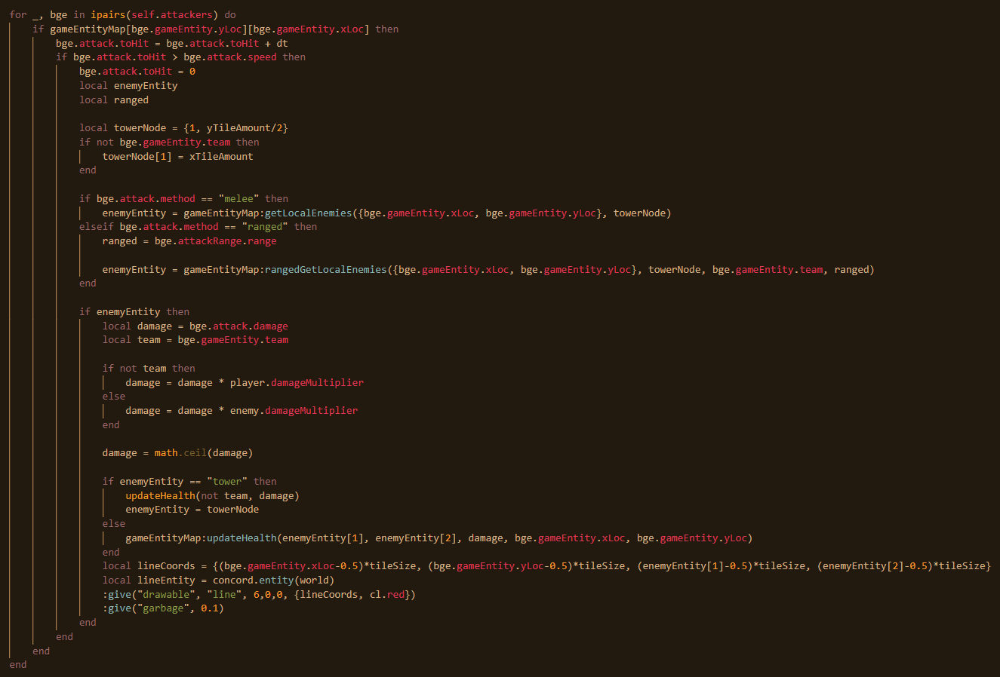 for _, bge in ipairs(self.attackers) do
if gameEntityMap[bge.gameEntity.yLoc][bge.gameEntity.xLoc] then
bge.attack.toHit = bge.attack.toHit + dt
if bge.attack.toHit > bge.attack.speed then
bge.attack.toHit = 0
local enemyEntity
local ranged
local towerNode = {1, yTileAmount/2}
if not bge.gameEntity.team then
towerNode[1] = xTileAmount
end
if bge.attack.method == "melee" then
enemyEntity = gameEntityMap:getLocalEnemies({bge.gameEntity.xLoc, bge.gameEntity.yLoc}, towerNode)
elseif bge.attack.method == "ranged" then
ranged = bge.attackRange.range
enemyEntity = gameEntityMap:rangedGetLocalEnemies({bge.gameEntity.xLoc, bge.gameEntity.yLoc}, towerNode, bge.gameEntity.team, ranged)
end
if enemyEntity then
local damage = bge.attack.damage
local team = bge.gameEntity.team
if not team then
damage = damage * player.damageMultiplier
else
damage = damage * enemy.damageMultiplier
end
damage = math.ceil(damage)
if enemyEntity == "tower" then
updateHealth(not team, damage)
enemyEntity = towerNode
else
gameEntityMap:updateHealth(enemyEntity[1], enemyEntity[2], damage, bge.gameEntity.xLoc, bge.gameEntity.yLoc)
end
local lineCoords = {(bge.gameEntity.xLoc-0.5)*tileSize, (bge.gameEntity.yLoc-0.5)*tileSize, (enemyEntity[1]-0.5)*tileSize, (enemyEntity[2]-0.5)*tileSize}
local lineEntity = concord.entity(world)
:give("drawable", "line", 6,0,0, {lineCoords, cl.red})
:give("garbage", 0.1)
end
end
end
end